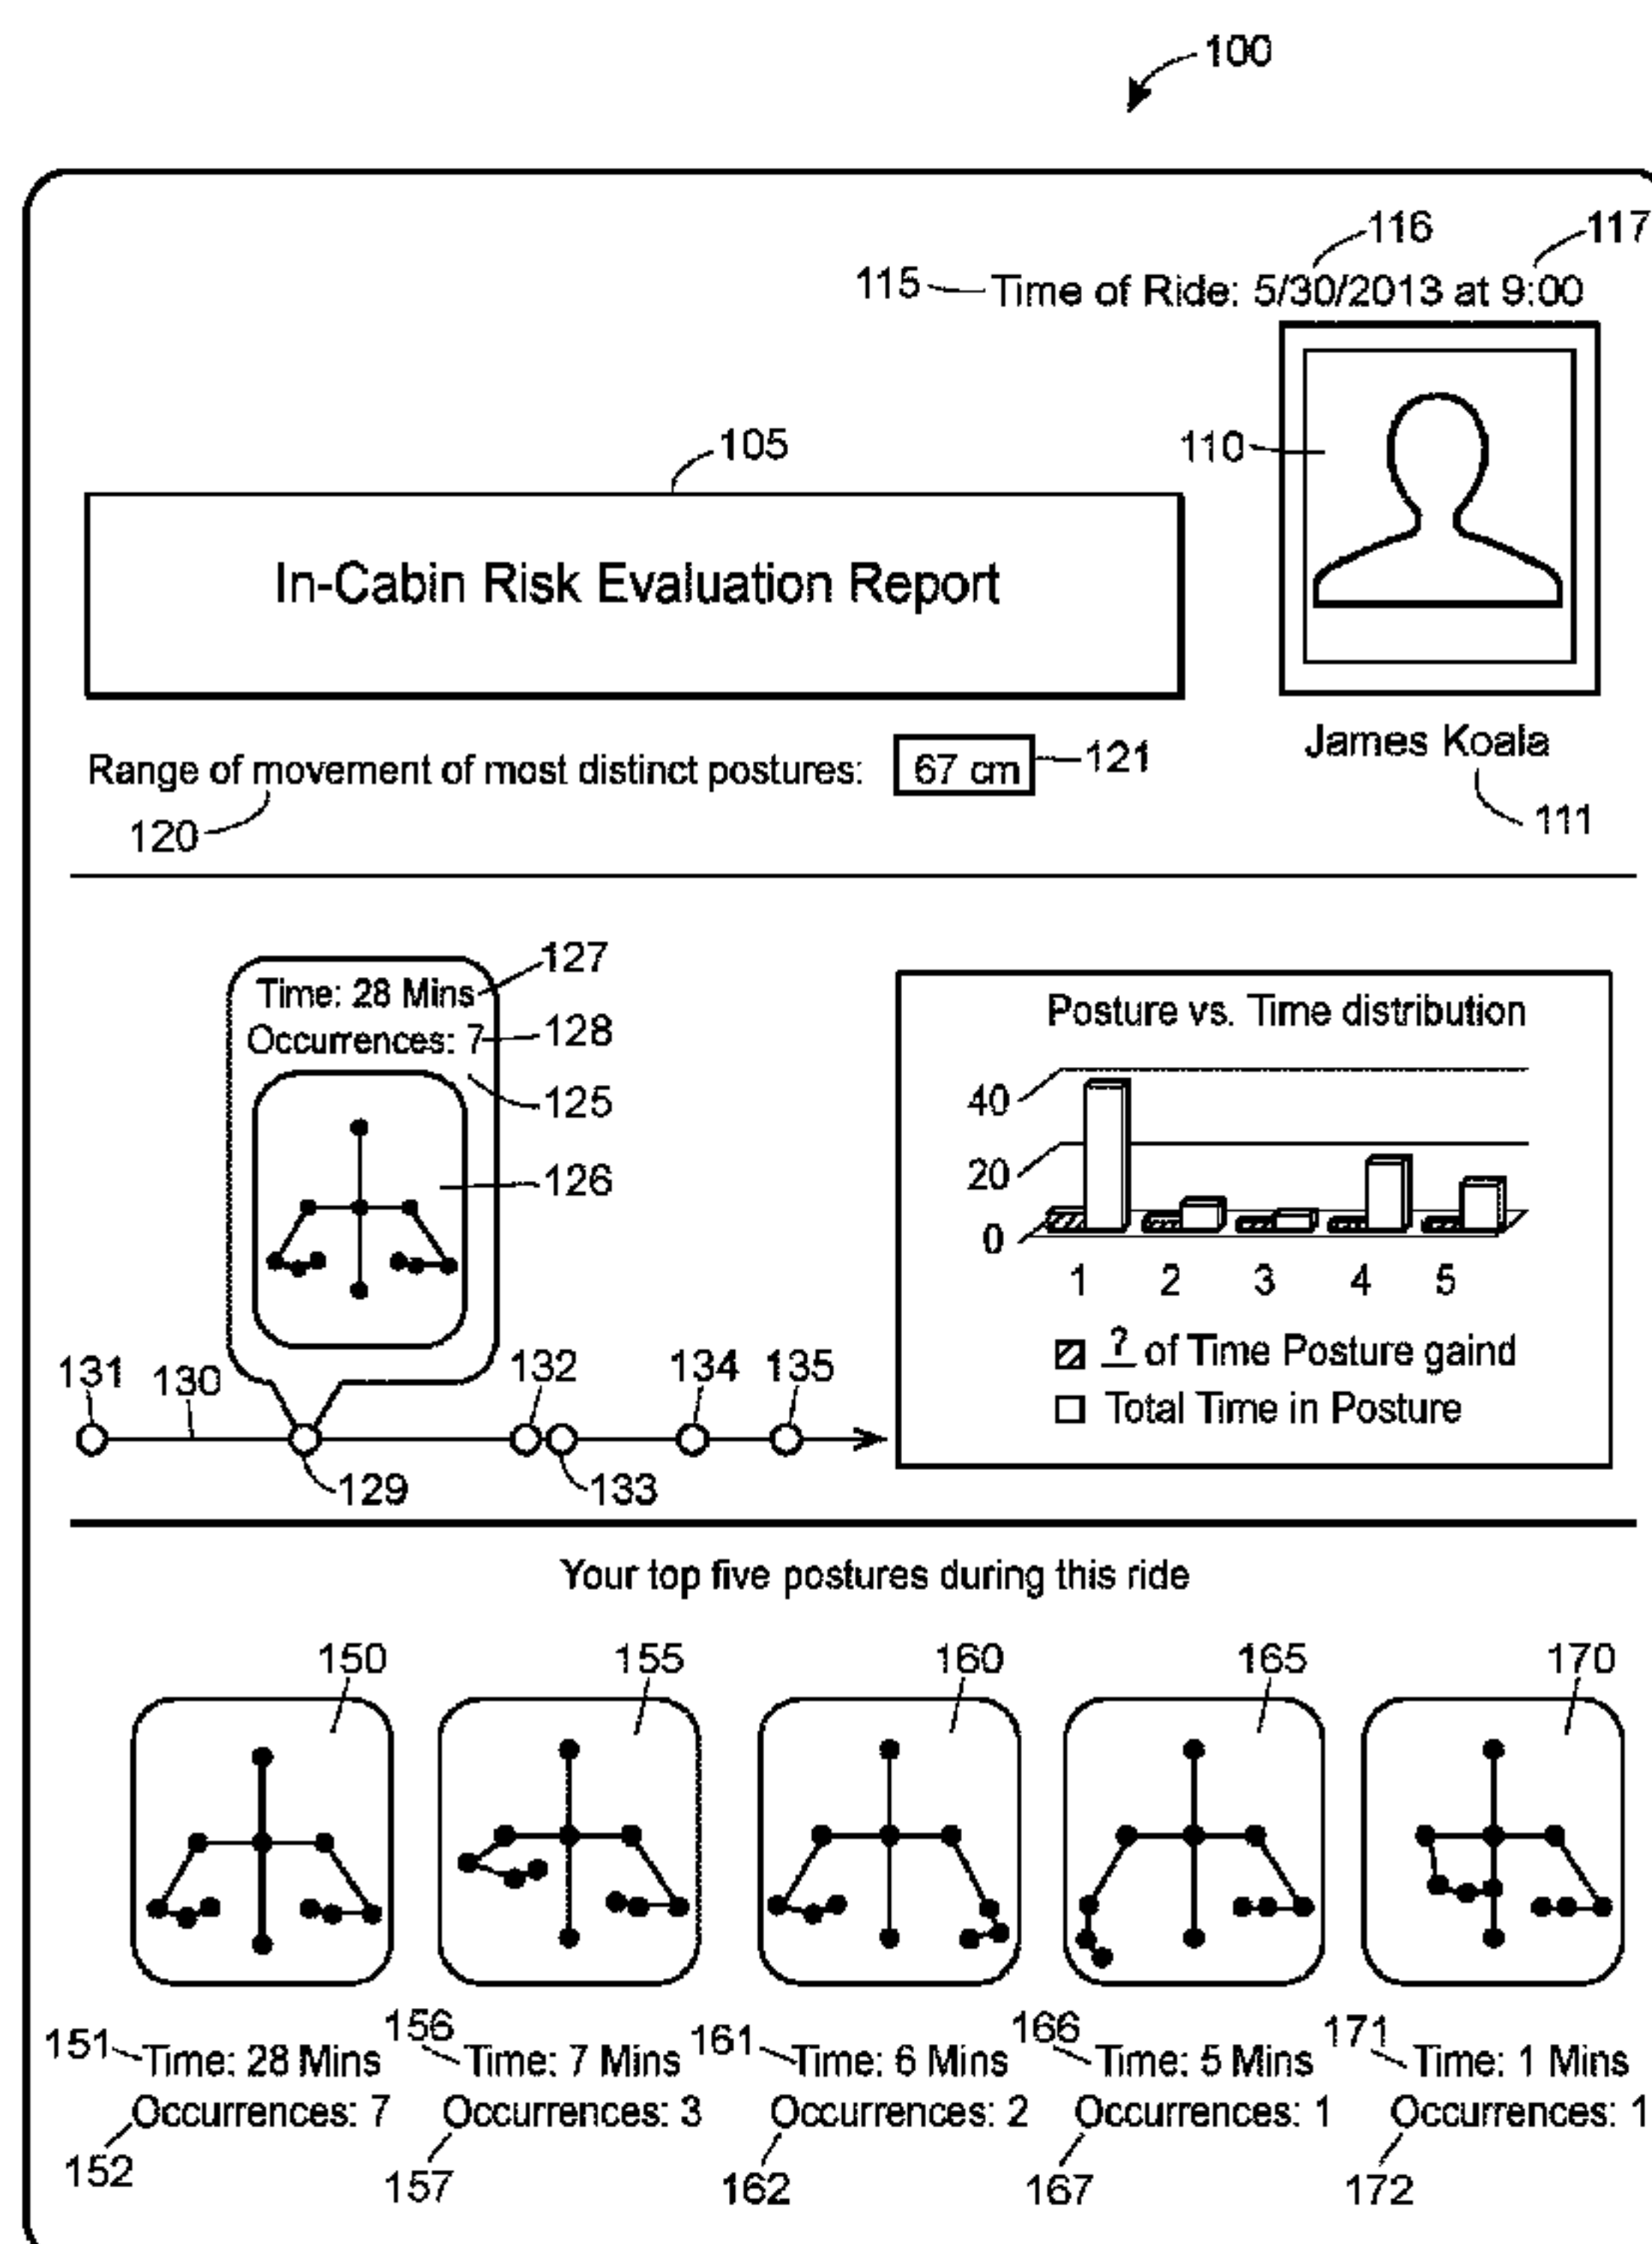 100
116
117
115
Time of Ride: 5/30/2013 at 9:00
105
110
In-Cabin Risk Evaluation Report
James Koala
111
Range of movement of most distinct postures: 67 cm
121
120
Time: 28 Mins
127
Occurrences: 7
128
125
126
131
130
132
134
135
129
133
Posture vs. Time distribution
40
20
0
1 2 3 4 5
? of Time Posture gaind
Total Time in Posture
Your top five postures during this ride
150
155
160
165
170
151
Time: 28 Mins
156
Time: 7 Mins
161
Time: 6 Mins
166
Time: 5 Mins
171
Time: 1 Mins
Occurrences: 7
Occurrences: 3
Occurrences: 2
Occurrences: 1
Occurrences: 1
152
157
162
167
172